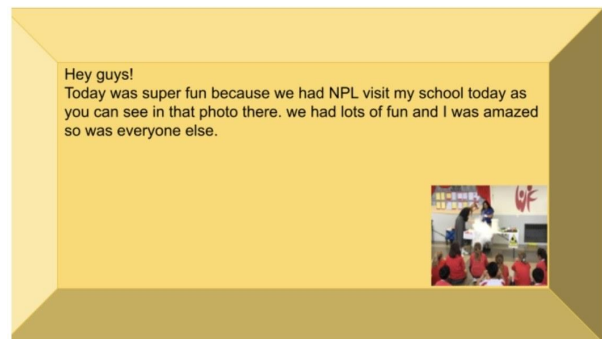 Hey guys!
Today was super fun because we had NPL visit my school today as
you can see in that photo there. we had lots of fun and I was amazed
so was everyone else.